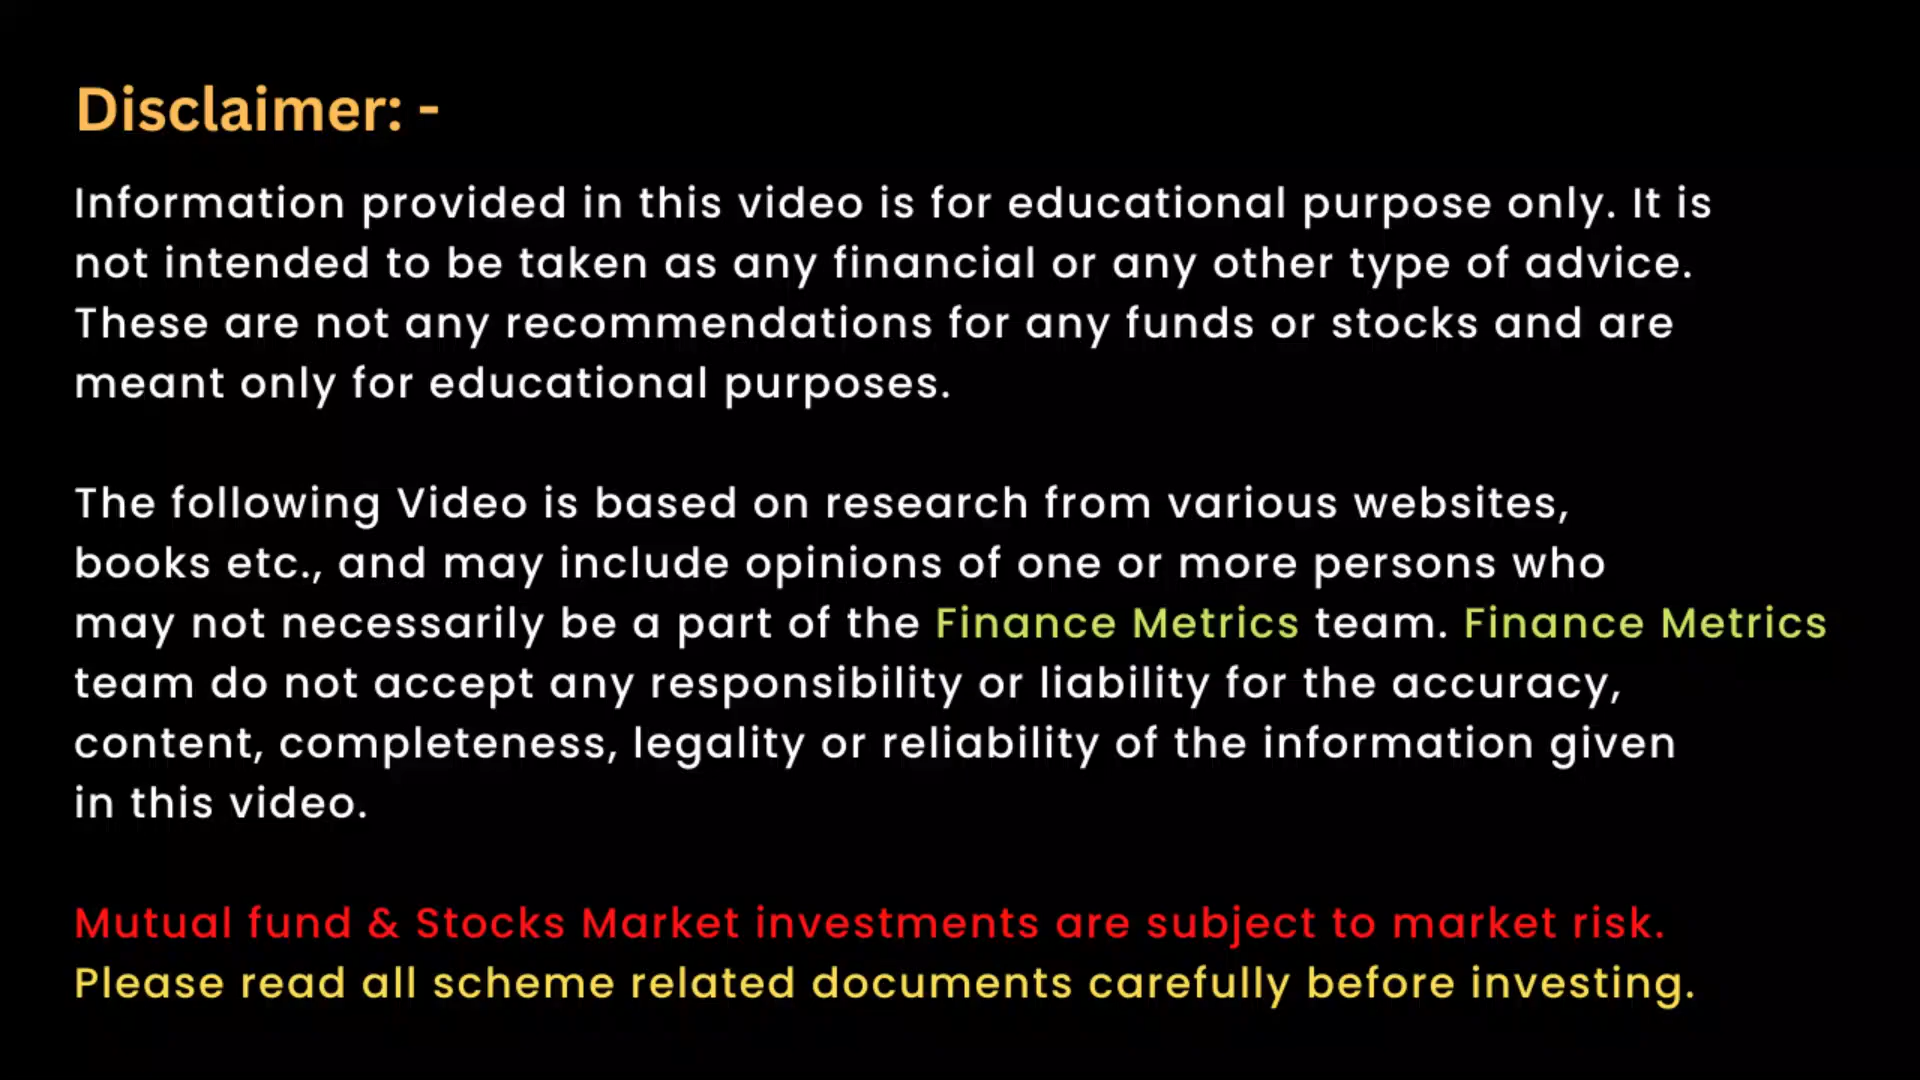 Disclaimer: -
Information provided in this video is for educational purpose only. It is
not intended to be taken as any financial or any other type of advice.
These are not any recommendations for any funds or stocks and are
meant only for educational purposes.
The following Video is based on research from various websites,
books etc., and may include opinions of one or more persons who
may not necessarily be a part of the Finance Metrics team. Finance Metrics
team do not accept any responsibility or liability for the accuracy,
content, completeness, legality or reliability of the information given
in this video.
Mutual fund & Stocks Market investments are subject to market risk.
Please read all scheme related documents carefully before investing.